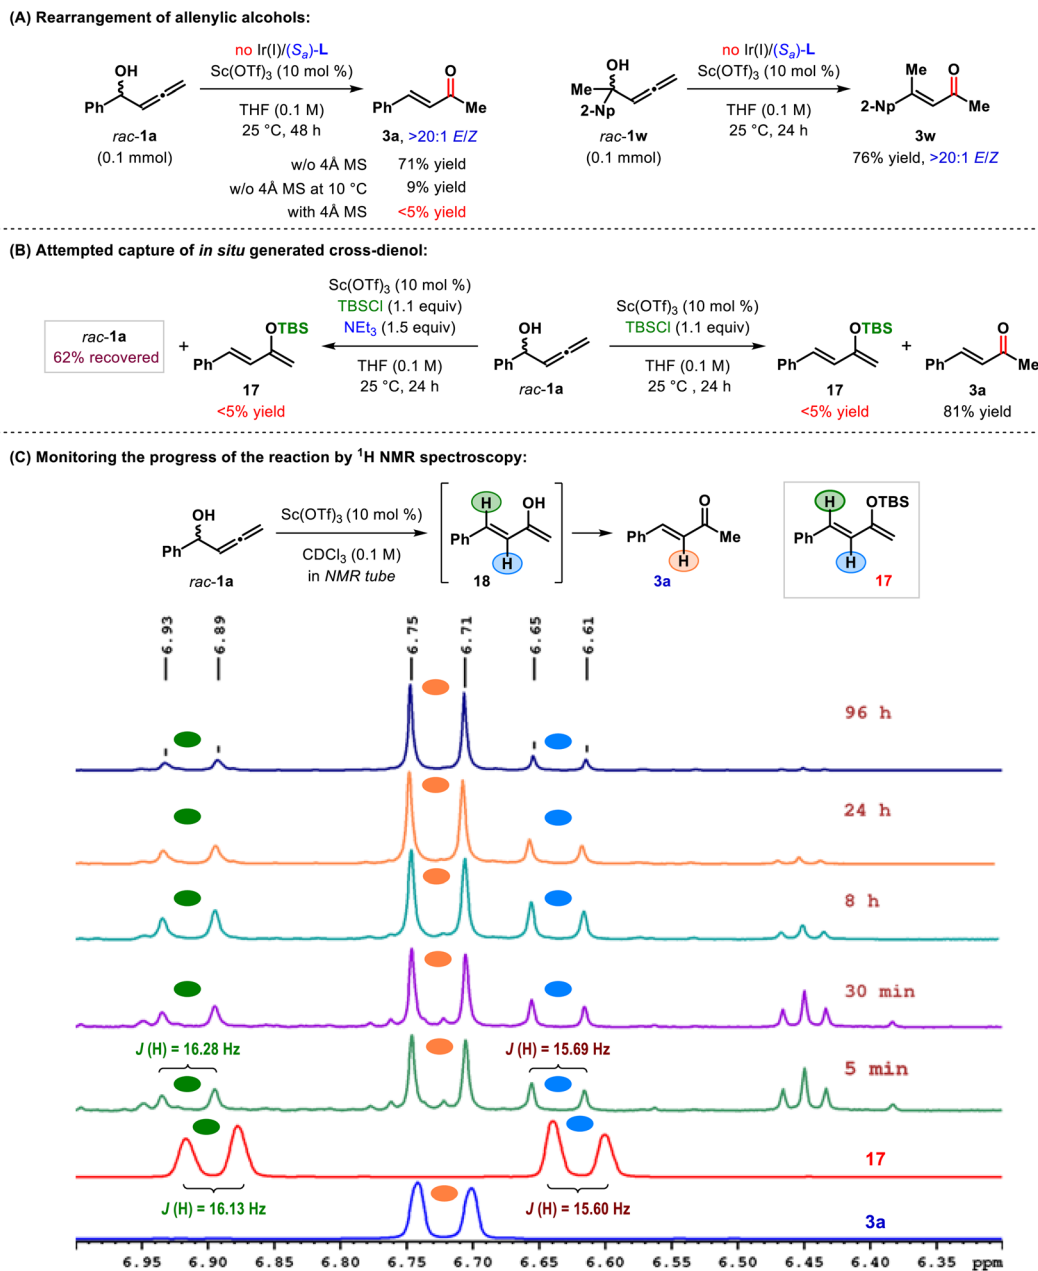 (A) Rearrangement of allenylic alcohols:
no Ir(I)/(Sa)-L
Sc(OTf)3 (10 mol %)
THF (0.1 M)
25 °C, 48 h
OH
Ph
rac-1a
(0.1 mmol)
O
Ph
Me
3a, >20:1 E/Z
w/o 4Å MS 71% yield
w/o 4Å MS at 10 °C 9% yield
with 4Å MS <5% yield
OH
Me
2-Np
rac-1w
(0.1 mmol)
no Ir(I)/(Sa)-L
Sc(OTf)3 (10 mol %)
THF (0.1 M)
25 °C, 24 h
Me
O
2-Np
Me
3w
76% yield, >20:1 E/Z
(B) Attempted capture of in situ generated cross-dienol:
rac-1a
62% recovered
+
OTBS
Ph
17
<5% yield
Sc(OTf)3 (10 mol %)
TBSCl (1.1 equiv)
NEt3 (1.5 equiv)
THF (0.1 M)
25 °C, 24 h
OH
Ph
rac-1a
Sc(OTf)3 (10 mol %)
TBSCl (1.1 equiv)
THF (0.1 M)
25 °C, 24 h
OTBS
Ph
17
<5% yield
+
O
Ph
Me
3a
81% yield
(C) Monitoring the progress of the reaction by 1H NMR spectroscopy:
OH
Ph
rac-1a
Sc(OTf)3 (10 mol %)
CDCl3 (0.1 M)
in NMR tube
H
OH
Ph
H
18
O
Ph
Me
H
3a
H
OTBS
Ph
H
17
6.93
6.89
6.75
6.71
6.65
6.61
96 h
24 h
8 h
30 min
J (H) = 16.28 Hz
J (H) = 15.69 Hz
5 min
17
J (H) = 16.13 Hz
J (H) = 15.60 Hz
3a
6.95 6.90 6.85 6.80 6.75 6.70 6.65 6.60 6.55 6.50 6.45 6.40 6.35 ppm